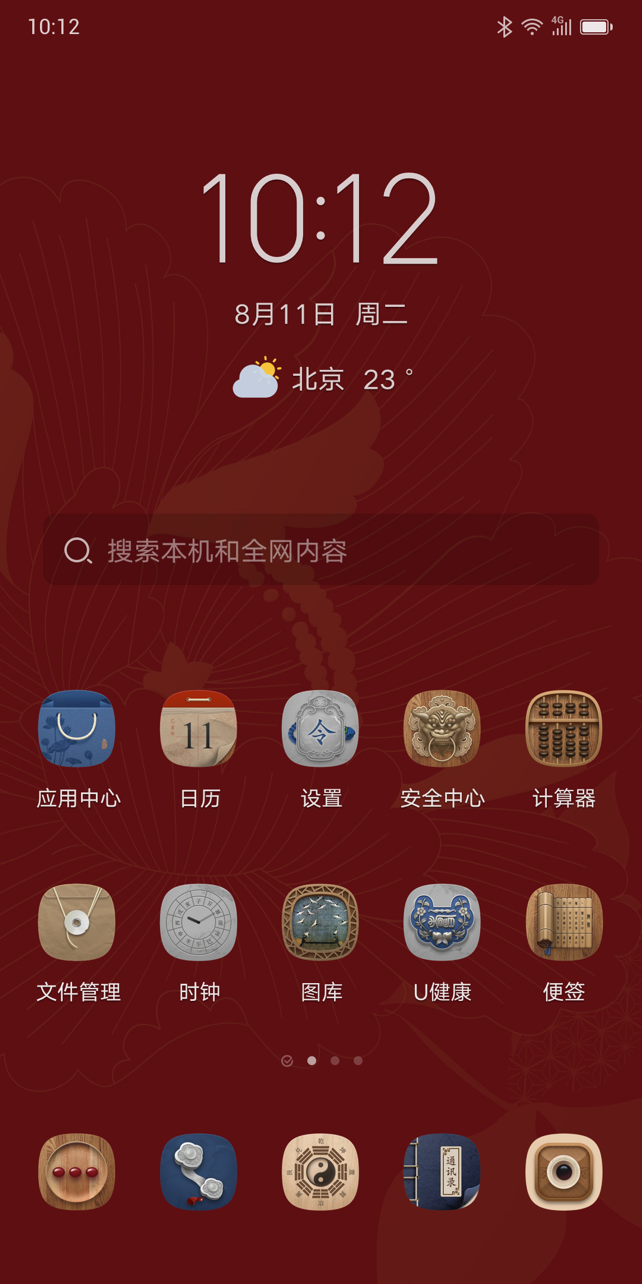 10:12
4G
10:12
8月11日 周二
北京 23 °
搜索本机和全网内容
11
令
应用中心 日历 设置 安全中心 计算器
文件管理 时钟 图库 U健康 便签
通讯录